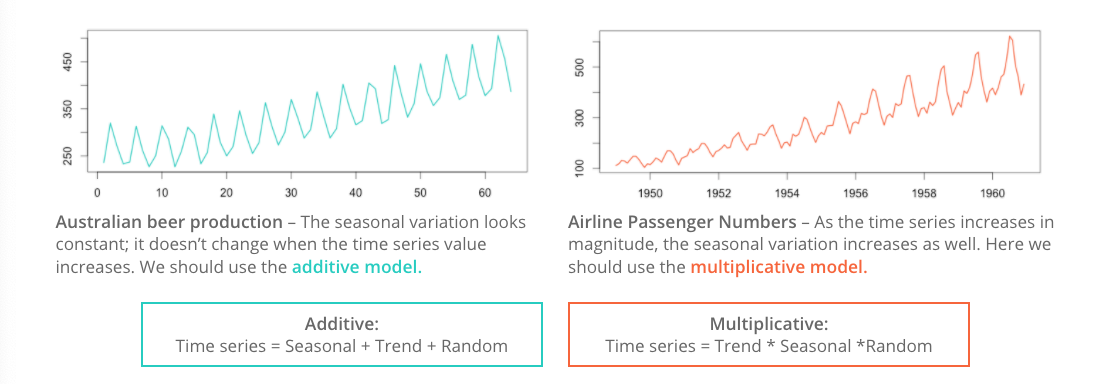 450
350
250
0 10 20 30 40 50 60
500
300
100
1950 1952 1954 1956 1958 1960
Australian beer production – The seasonal variation looks
constant; it doesn’t change when the time series value
increases. We should use the additive model.
Airline Passenger Numbers – As the time series increases in
magnitude, the seasonal variation increases as well. Here we
should use the multiplicative model.
Additive:
Time series = Seasonal + Trend + Random
Multiplicative:
Time series = Trend * Seasonal *Random